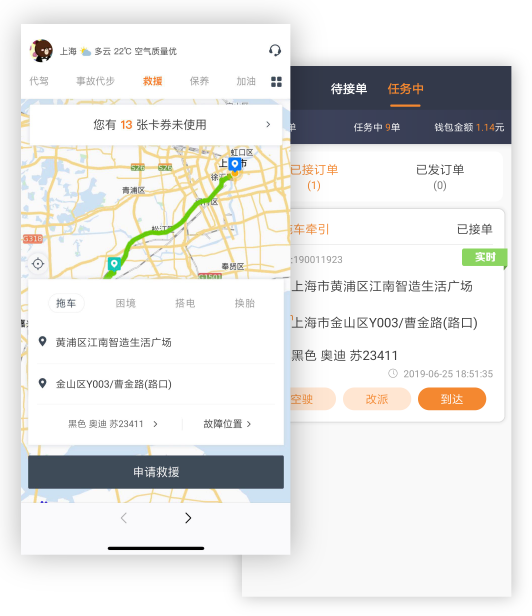 上海 多云 22℃ 空气质量优
代驾 事故代步 救援 保养 加油
您有 13 张卡券未使用
虹口区
上 市
S26 S26
徐汇
青浦区
松江
G318
奉贤区
G1501
拖车 困境 搭电 换胎
黄浦区江南智造生活广场
金山区Y003/曹金路(路口)
黑色 奥迪 苏23411 故障位置
申请救援
待接单 任务中
单 任务中 9单 钱包金额 1.14元
已接订单 已发订单
(1) (0)
拖车牵引 已接单
实时
:190011923
上海市黄浦区江南智造生活广场
上海市金山区Y003/曹金路(路口)
黑色 奥迪 苏23411
2019-06-25 18:51:35
空驶 改派 到达